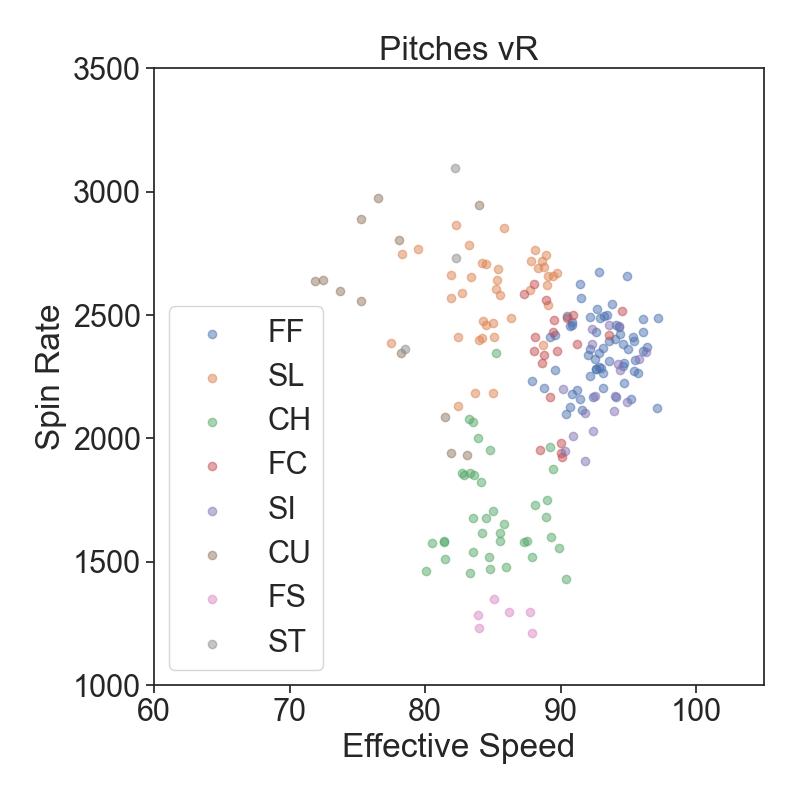 Pitches vR
3500
3000
2500
2000
1500
1000
Spin Rate
FF
SL
CH
FC
SI
CU
FS
ST
60 70 80 90 100
Effective Speed